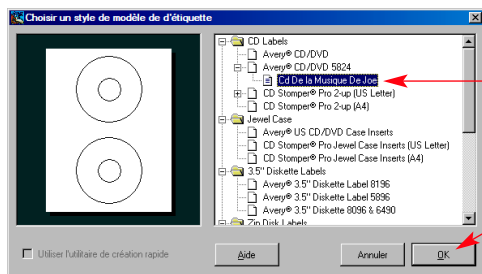 Choisir un style de modèle de d'étiquette
CD Labels
Avery® CD/DVD
Avery® CD/DVD 5824
Cd De la Musique De Joe
CD Stomper® Pro 2-up (US Letter)
CD Stomper® Pro 2-up (A4)
Jewel Case
Avery® US CD/DVD Case Inserts
CD Stomper® Pro Jewel Case Inserts (US Letter)
CD Stomper® Pro Jewel Case Inserts (A4)
3.5" Diskette Labels
Avery® 3.5" Diskette Label 8196
Avery® 3.5" Diskette Label 5896
Avery® 3.5" Diskette 8096 & 6490
Zip Disk Labels
Utiliser l'utilitaire de création rapide
Aide
Annuler
OK